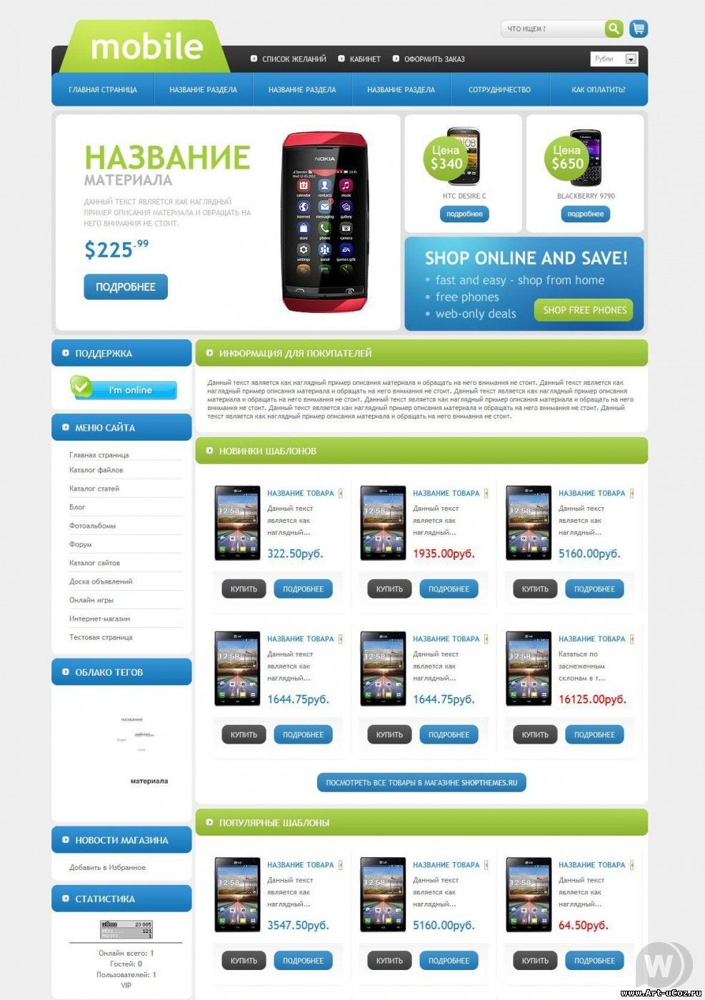 mobile
ЧТО ИЩЕМ ?
СПИСОК ЖЕЛАНИЙ
КАБИНЕТ
ОФОРМИТЬ ЗАКАЗ
Рубли
ГЛАВНАЯ СТРАНИЦА
НАЗВАНИЕ РАЗДЕЛА
НАЗВАНИЕ РАЗДЕЛА
НАЗВАНИЕ РАЗДЕЛА
СОТРУДНИЧЕСТВО
КАК ОПЛАТИТЬ?
НАЗВАНИЕ
МАТЕРИАЛА
ДАННЫЙ ТЕКСТ ЯВЛЯЕТСЯ КАК НАГЛЯДНЫЙ
ПРИМЕР ОПИСАНИЯ МАТЕРИАЛА И ОБРАЩАТЬ НА
НЕГО ВНИМАНИЯ НЕ СТОИТ.
$225.99
ПОДРОБНЕЕ
NOKIA
calendar contacts music
internet messaging gallery
store phone camera
settings social games gift
Цена
$340
HTC DESIRE C
подробнее
Цена
$650
BLACKBERRY 9790
подробнее
SHOP ONLINE AND SAVE!
fast and easy - shop from home
free phones
web-only deals
SHOP FREE PHONES
ПОДДЕРЖКА
I'm online
МЕНЮ САЙТА
Главная страница
Каталог файлов
Каталог статей
Блог
Фотоальбомы
Форум
Каталог сайтов
Доска объявлений
Онлайн игры
Интернет-магазин
Тестовая страница
ОБЛАКО ТЕГОВ
название
материала
НОВОСТИ МАГАЗИНА
Добавить в Избранное
СТАТИСТИКА
uCoz 23 005
121
1
Онлайн всего: 1
Гостей: 0
Пользователей: 1
VIP
ИНФОРМАЦИЯ ДЛЯ ПОКУПАТЕЛЕЙ
Данный текст является как наглядный пример описания материала и обращать на него внимания не стоит. Данный текст является как
наглядный пример описания материала и обращать на него внимания не стоит. Данный текст является как наглядный пример описания
материала и обращать на него внимания не стоит. Данный текст является как наглядный пример описания материала и обращать на него
внимания не стоит. Данный текст является как наглядный пример описания материала и обращать на него внимания не стоит. Данный
текст является как наглядный пример описания материала и обращать на него внимания не стоит.
НОВИНКИ ШАБЛОНОВ
НАЗВАНИЕ ТОВАРА
Данный текст
является как
наглядный...
322.50руб.
КУПИТЬ
ПОДРОБНЕЕ
НАЗВАНИЕ ТОВАРА
Данный текст
является как
наглядный...
1935.00руб.
КУПИТЬ
ПОДРОБНЕЕ
НАЗВАНИЕ ТОВАРА
Данный текст
является как
наглядный...
5160.00руб.
КУПИТЬ
ПОДРОБНЕЕ
НАЗВАНИЕ ТОВАРА
Данный текст
является как
наглядный...
1644.75руб.
КУПИТЬ
ПОДРОБНЕЕ
НАЗВАНИЕ ТОВАРА
Данный текст
является как
наглядный...
1644.75руб.
КУПИТЬ
ПОДРОБНЕЕ
НАЗВАНИЕ ТОВАРА
Кататься по
заснеженным
склонам в т...
16125.00руб.
КУПИТЬ
ПОДРОБНЕЕ
ПОСМОТРЕТЬ ВСЕ ТОВАРЫ В МАГАЗИНЕ SHOPTHEMES.RU
ПОПУЛЯРНЫЕ ШАБЛОНЫ
НАЗВАНИЕ ТОВАРА
Данный текст
является как
наглядный...
3547.50руб.
КУПИТЬ
ПОДРОБНЕЕ
НАЗВАНИЕ ТОВАРА
Данный текст
является как
наглядный...
5160.00руб.
КУПИТЬ
ПОДРОБНЕЕ
НАЗВАНИЕ ТОВАРА
Данный текст
является как
наглядный...
64.50руб.
КУПИТЬ
ПОДРОБНЕЕ
W
www.Art-uCoz.ru